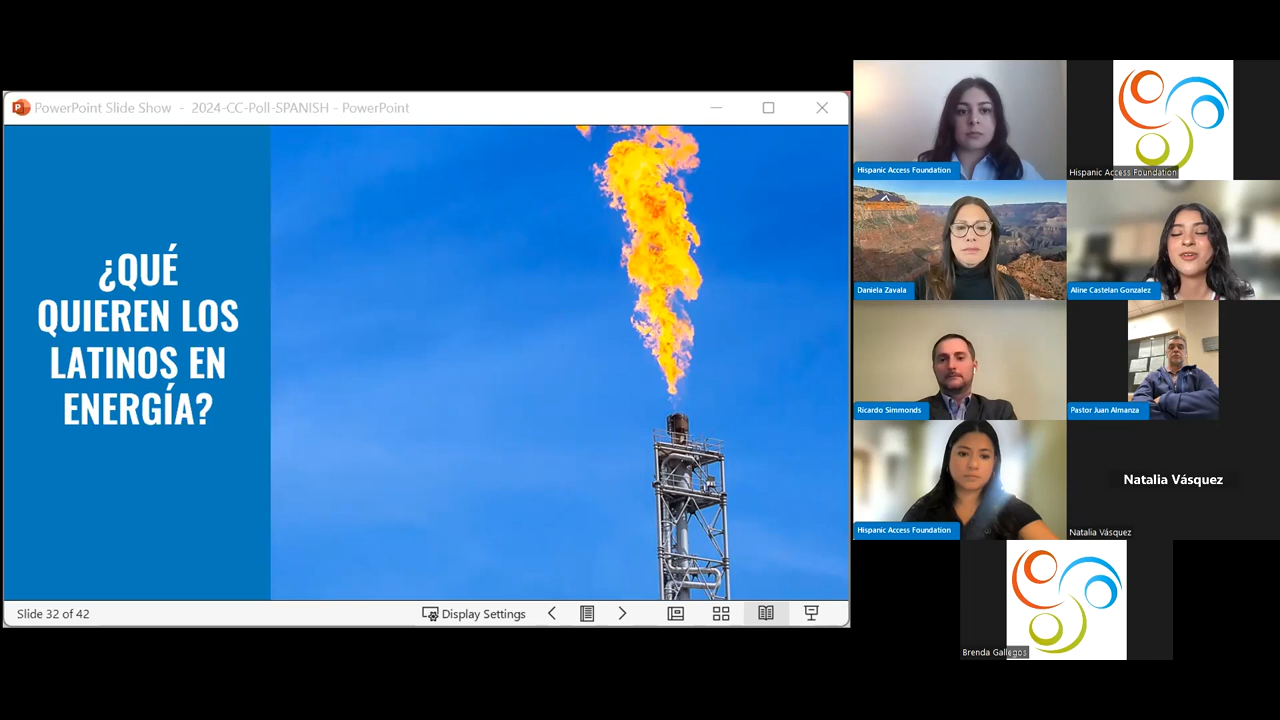 PowerPoint Slide Show - 2024-CC-Poll-SPANISH - PowerPoint
¿QUÉ
QUIEREN LOS
LATINOS EN
ENERGÍA?
Slide 32 of 42
Display Settings
Hispanic Access Foundation
Hispanic Access Foundation
Daniela Zavala
Aline Castelan Gonzalez
Ricardo Simmonds
Pastor Juan Almanza
Hispanic Access Foundation
Natalia Vásquez
Natalia Vásquez
Brenda Gallegos